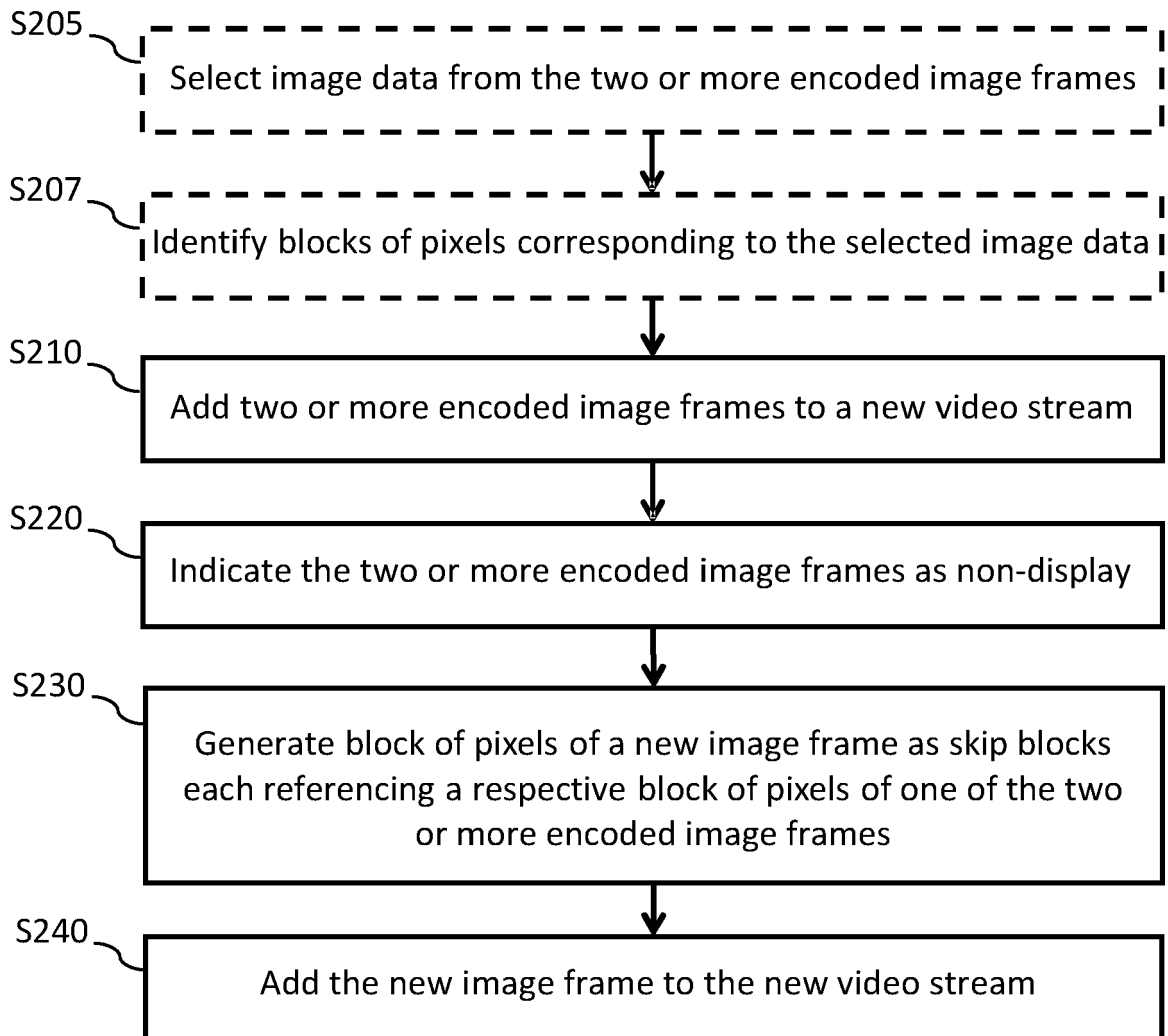 S205
Select image data from the two or more encoded image frames
S207
Identify blocks of pixels corresponding to the selected image data
S210
Add two or more encoded image frames to a new video stream
S220
Indicate the two or more encoded image frames as non-display
S230
Generate block of pixels of a new image frame as skip blocks
each referencing a respective block of pixels of one of the two
or more encoded image frames
S240
Add the new image frame to the new video stream